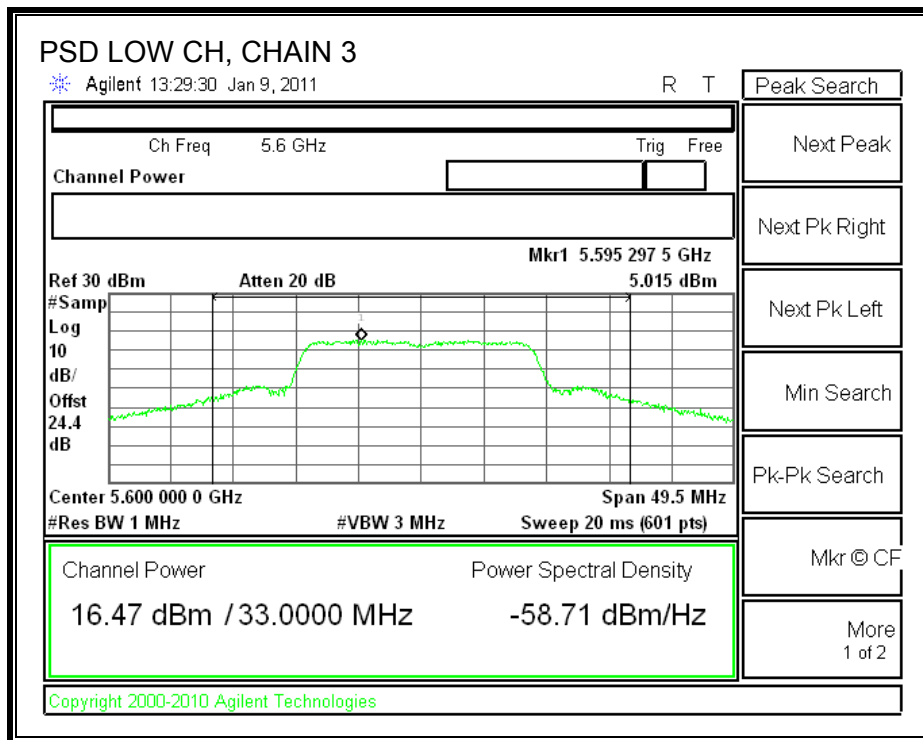 PSD LOW CH, CHAIN 3
Agilent 13:29:30 Jan 9, 2011 R T
Peak Search
Ch Freq 5.6 GHz Trig Free
Channel Power
Next Peak
Next Pk Right
Mkr1 5.595 297 5 GHz
Ref 30 dBm Atten 20 dB 5.015 dBm
#Samp
Log
10
dB/
Offst
24.4
dB
1
Next Pk Left
Min Search
Pk-Pk Search
Center 5.600 000 0 GHz Span 49.5 MHz
#Res BW 1 MHz #VBW 3 MHz Sweep 20 ms (601 pts)
Channel Power Power Spectral Density
16.47 dBm / 33.0000 MHz -58.71 dBm/Hz
Mkr © CF
More
1 of 2
Copyright 2000-2010 Agilent Technologies